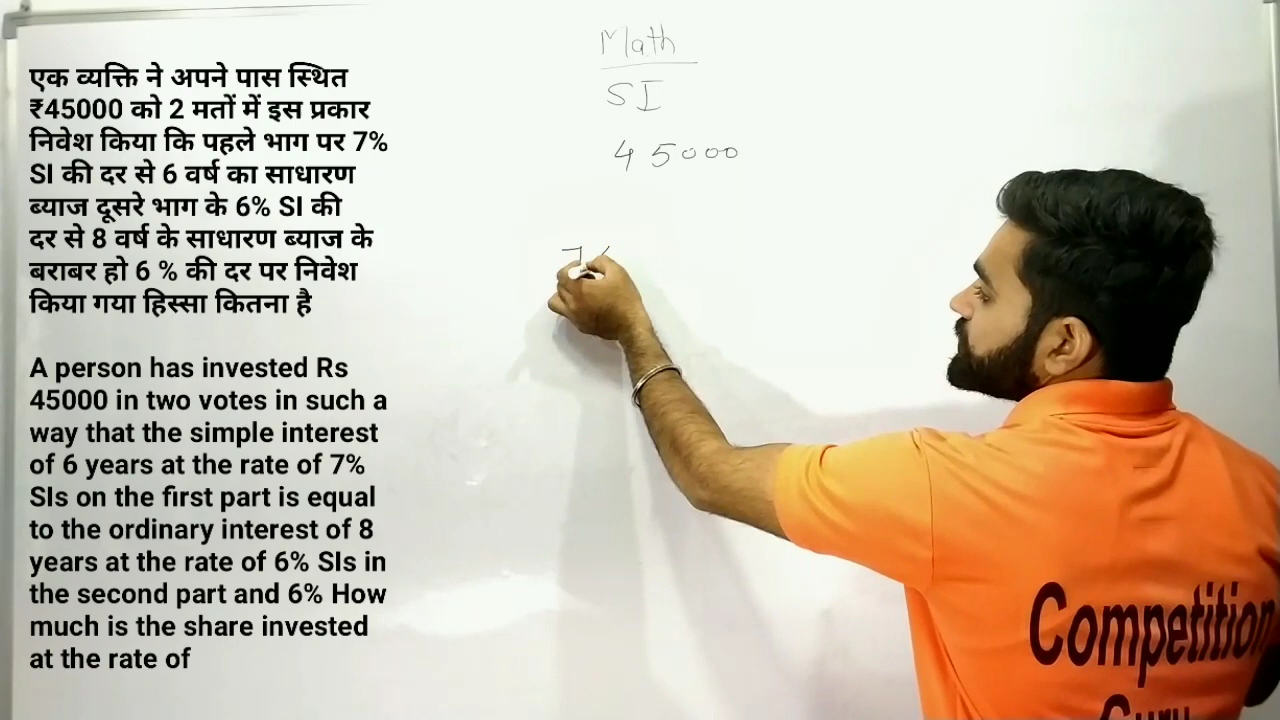 एक व्यक्ति ने अपने पास स्थित
₹45000 को 2 मतों में इस प्रकार
निवेश किया कि पहले भाग पर 7%
SI की दर से 6 वर्ष का साधारण
ब्याज दूसरे भाग के 6% SI की
दर से 8 वर्ष के साधारण ब्याज के
बराबर हो 6 % की दर पर निवेश
किया गया हिस्सा कितना है
A person has invested Rs
45000 in two votes in such a
way that the simple interest
of 6 years at the rate of 7%
SIs on the first part is equal
to the ordinary interest of 8
years at the rate of 6% SIs in
the second part and 6% How
much is the share invested
at the rate of
Math
SI
45000
7
Competition